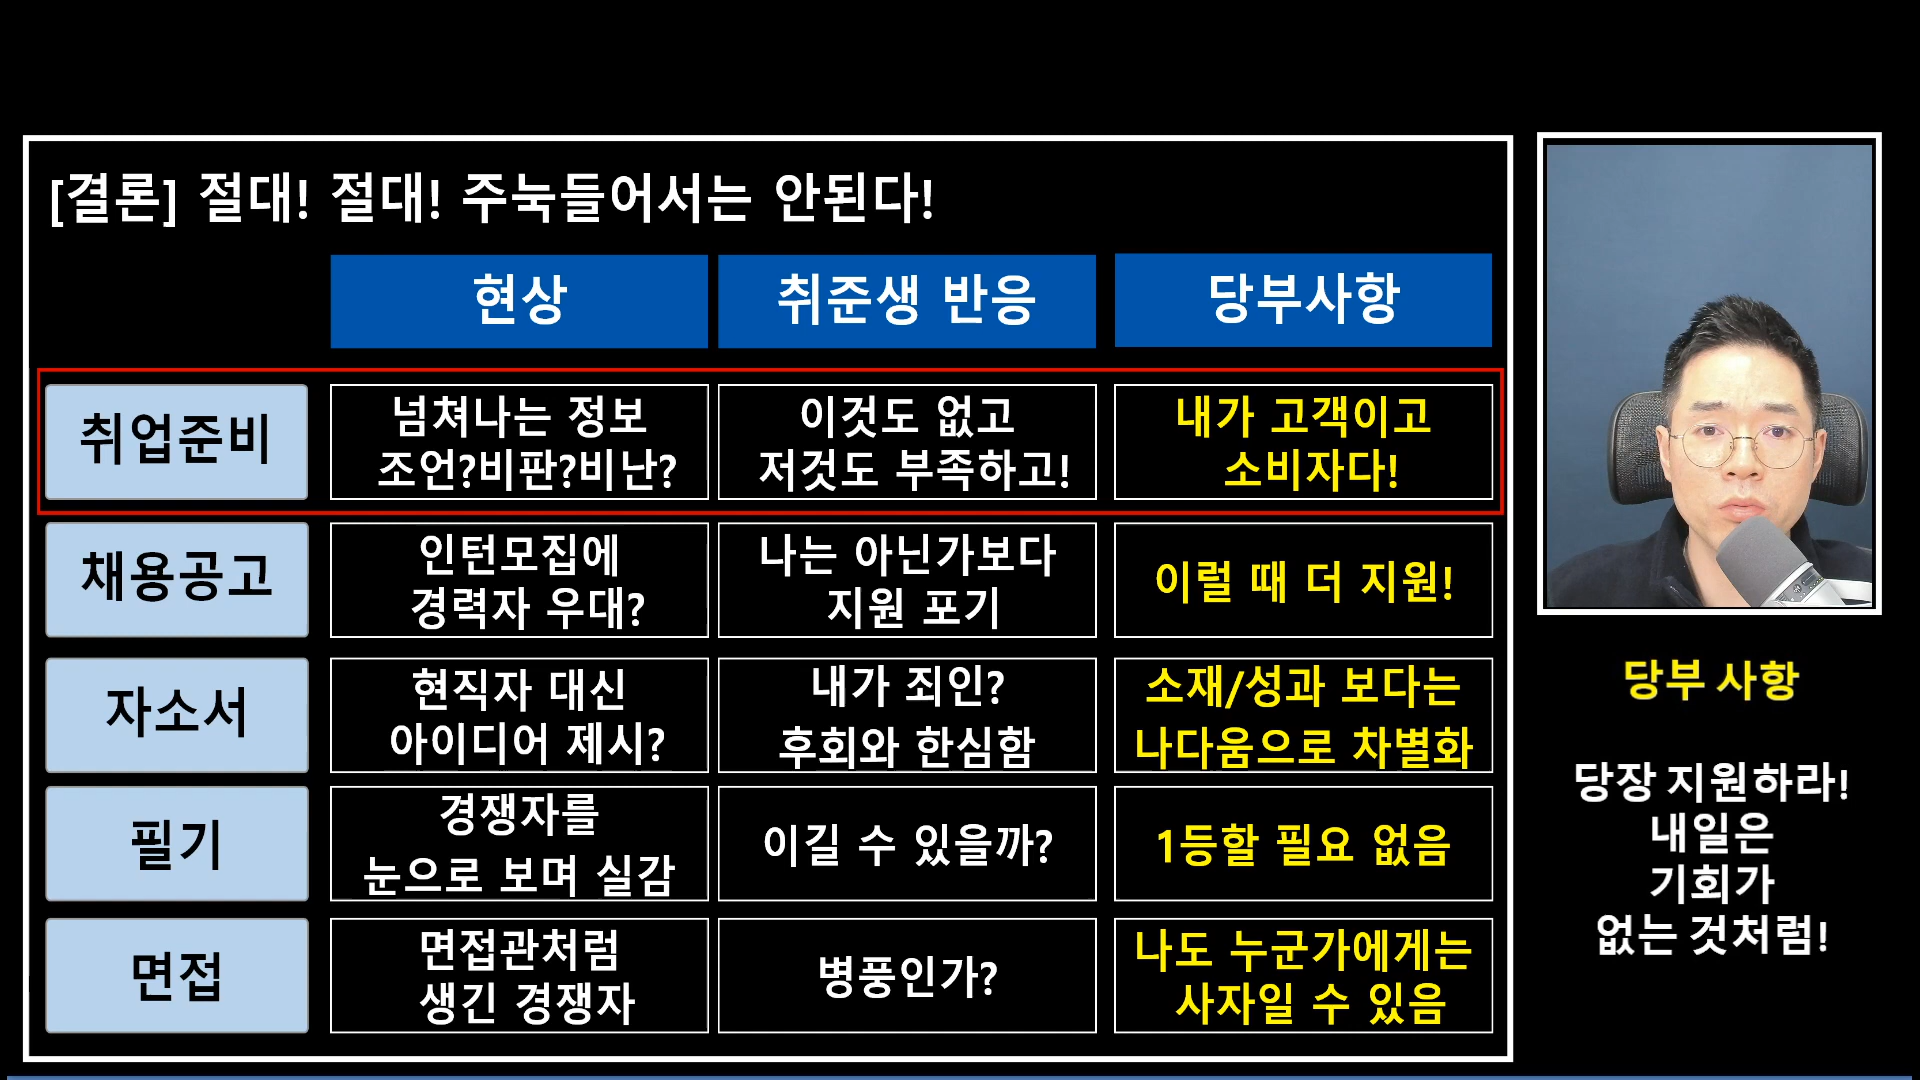 [결론] 절대! 절대! 주눅들어서는 안된다!
현상
취준생 반응
당부사항
취업준비
넘쳐나는 정보
조언?비판?비난?
이것도 없고
저것도 부족하고!
내가 고객이고
소비자다!
채용공고
인턴모집에
경력자 우대?
나는 아닌가보다
지원 포기
이럴 때 더 지원!
자소서
현직자 대신
아이디어 제시?
내가 죄인?
후회와 한심함
소재/성과 보다는
나다움으로 차별화
필기
경쟁자를
눈으로 보며 실감
이길 수 있을까?
1등할 필요 없음
면접
면접관처럼
생긴 경쟁자
병풍인가?
나도 누군가에게는
사자일 수 있음
당부 사항
당장 지원하라!
내일은
기회가
없는 것처럼!